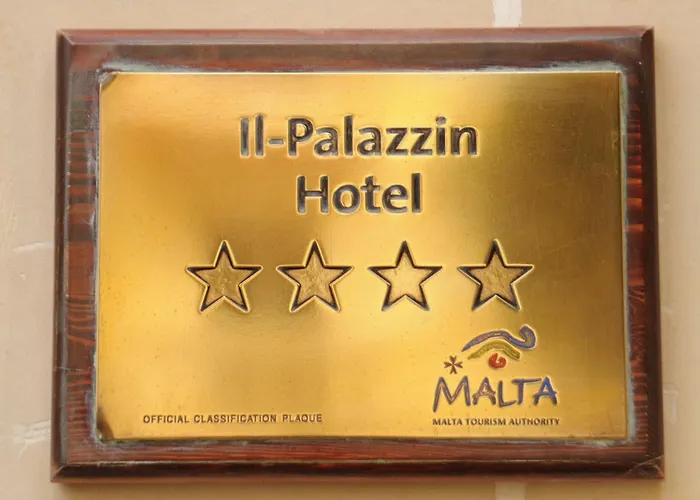 Il-Palazzin
Hotel
MALTA
OFFICIAL CLASSIFICATION PLAQUE
MALTA TOURISM AUTHORITY